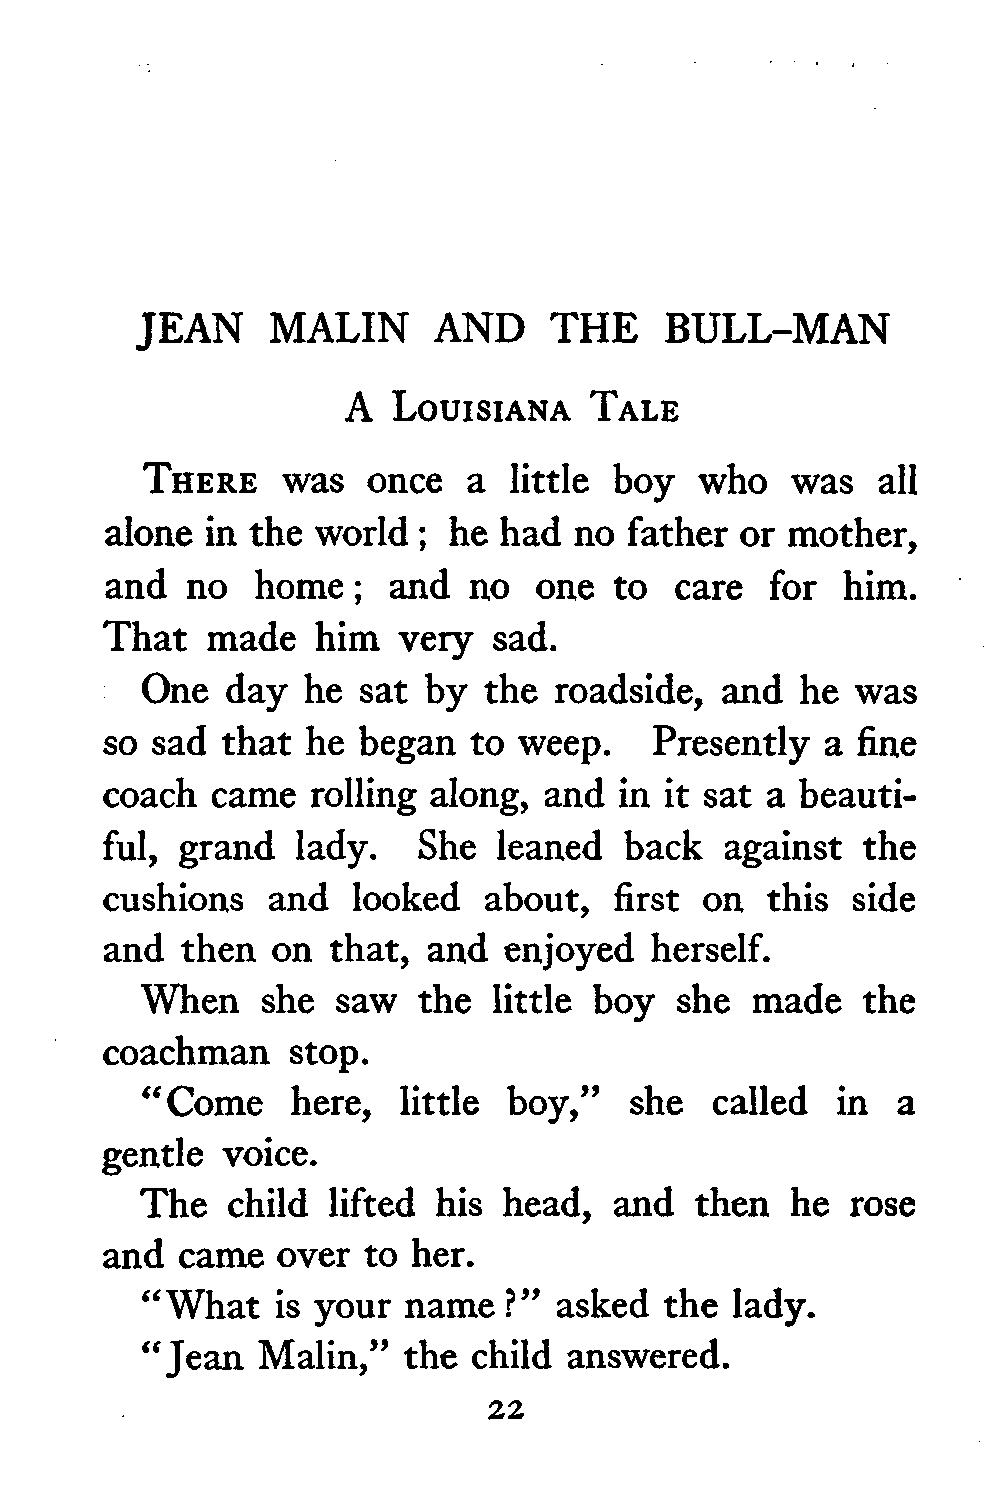 JEAN MALIN AND THE BULL-MAN
A LOUISIANA TALE
THERE was once a little boy who was all
alone in the world; he had no father or mother,
and no home; and no one to care for him.
That made him very sad.
One day he sat by the roadside, and he was
so sad that he began to weep. Presently a fine
coach came rolling along, and in it sat a beauti-
ful, grand lady. She leaned back against the
cushions and looked about, first on this side
and then on that, and enjoyed herself.
When she saw the little boy she made the
coachman stop.
“Come here, little boy,” she called in a
gentle voice.
The child lifted his head, and then he rose
and came over to her.
“What is your name?” asked the lady.
“Jean Malin,” the child answered.
22